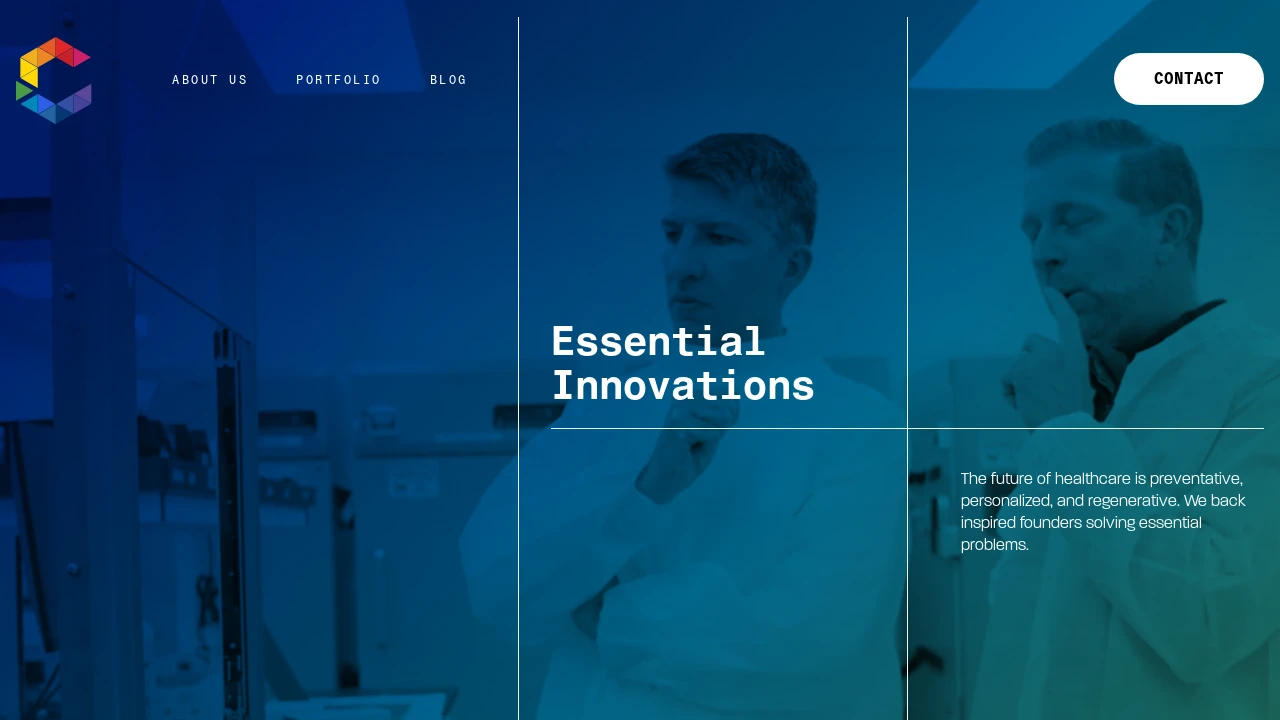 ABOUT US
PORTFOLIO
BLOG
CONTACT
Essential
Innovations
The future of healthcare is preventative,
personalized, and regenerative. We back
inspired founders solving essential
problems.